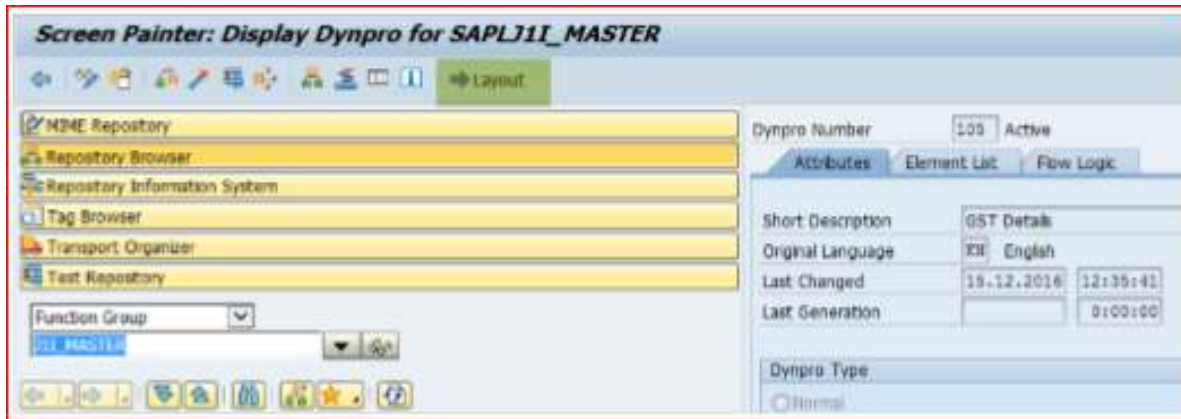 Screen Painter: Display Dynpro for SAPLJ1I_MASTER
Layout
MIME Repository
Repository Browser
Repository Information System
Tag Browser
Transport Organizer
Test Repository
Function Group
J1I_MASTER
Dynpro Number 105 Active
Attributes Element List Flow Logic
Short Description GST Details
Original Language EN English
Last Changed 15.12.2016 12:35:41
Last Generation 0:00:00
Dynpro Type
Normal